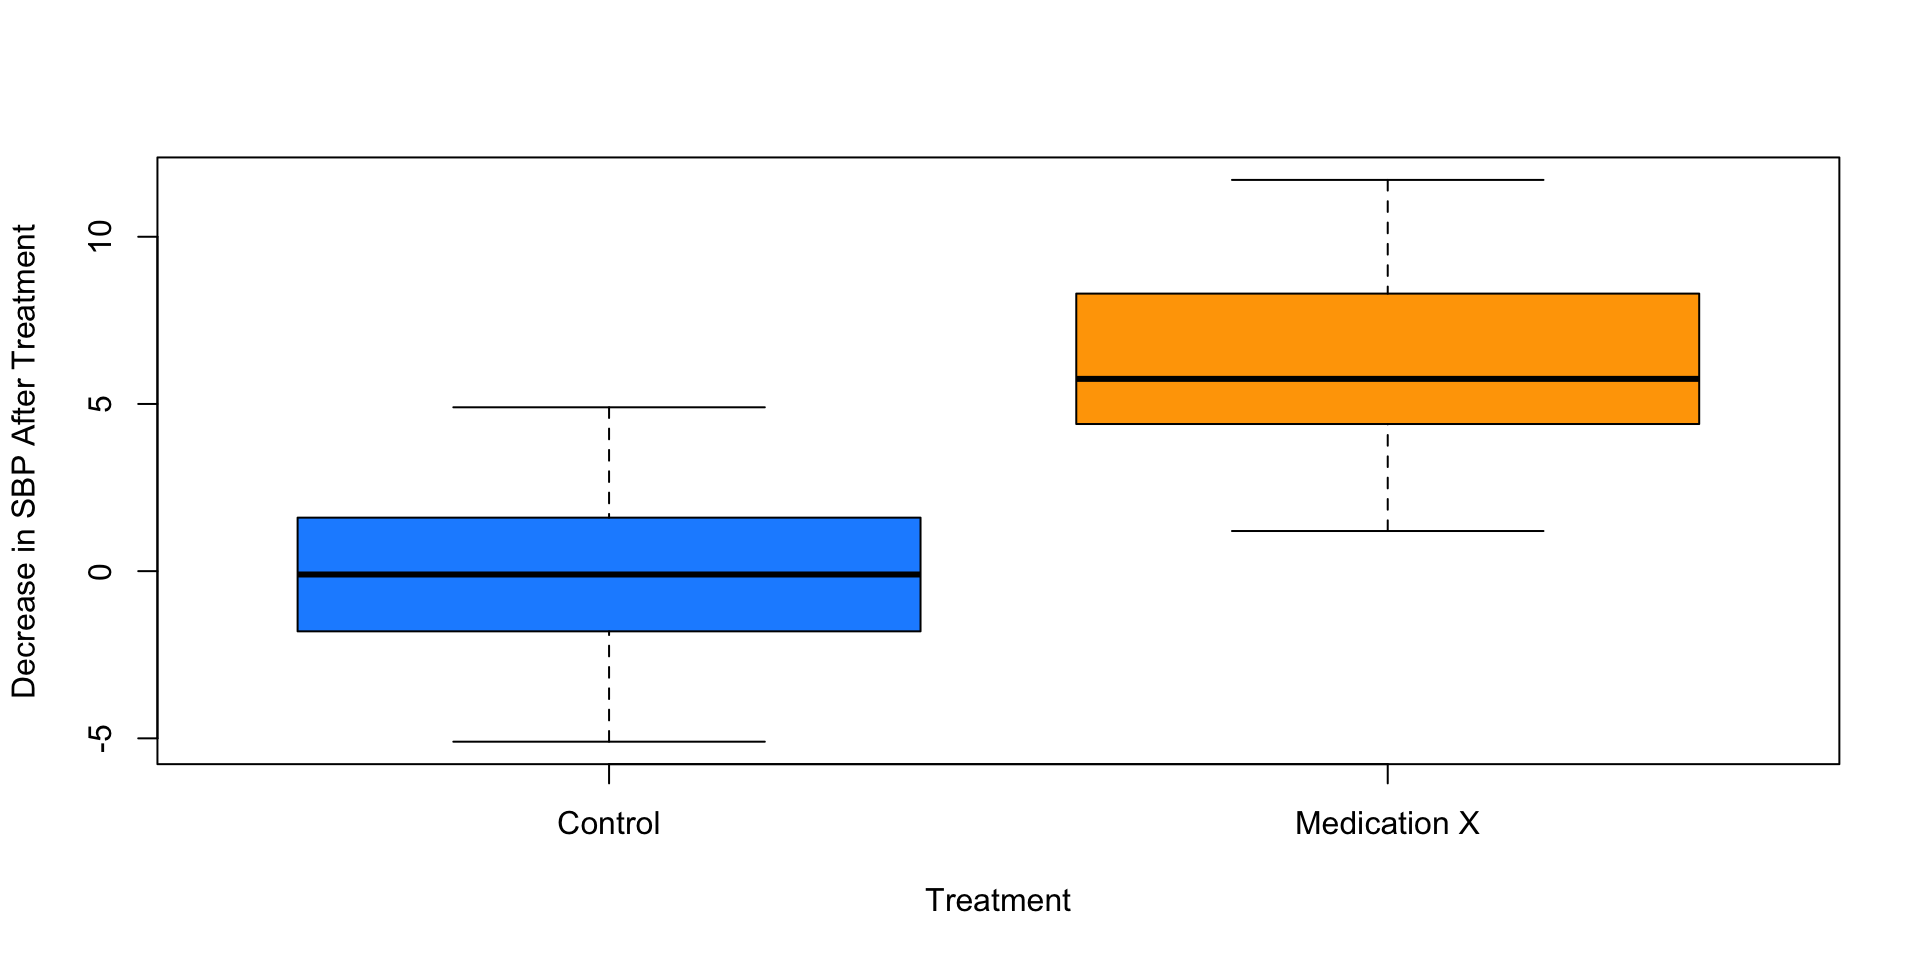 Decrease in SBP After Treatment
10
5
0
-5
Control
Medication X
Treatment